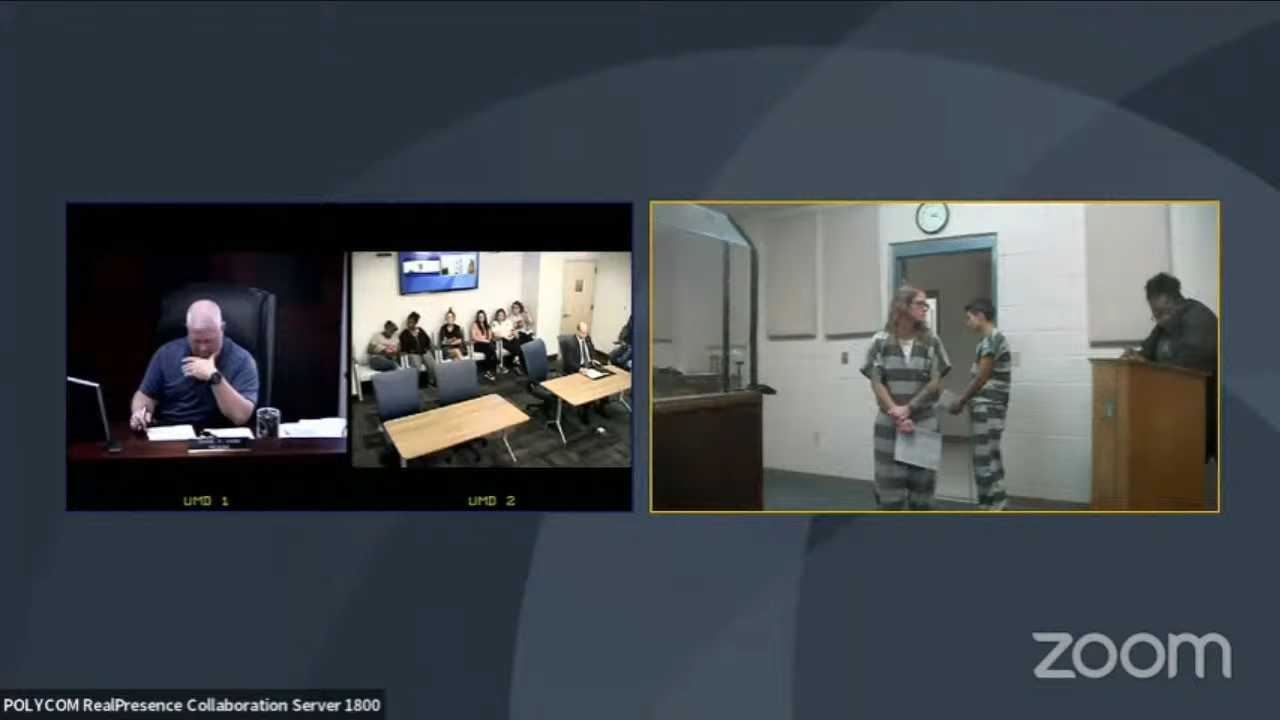 UMD 1
UMD 2
zoom
POLYCOM RealPresence Collaboration Server 1800